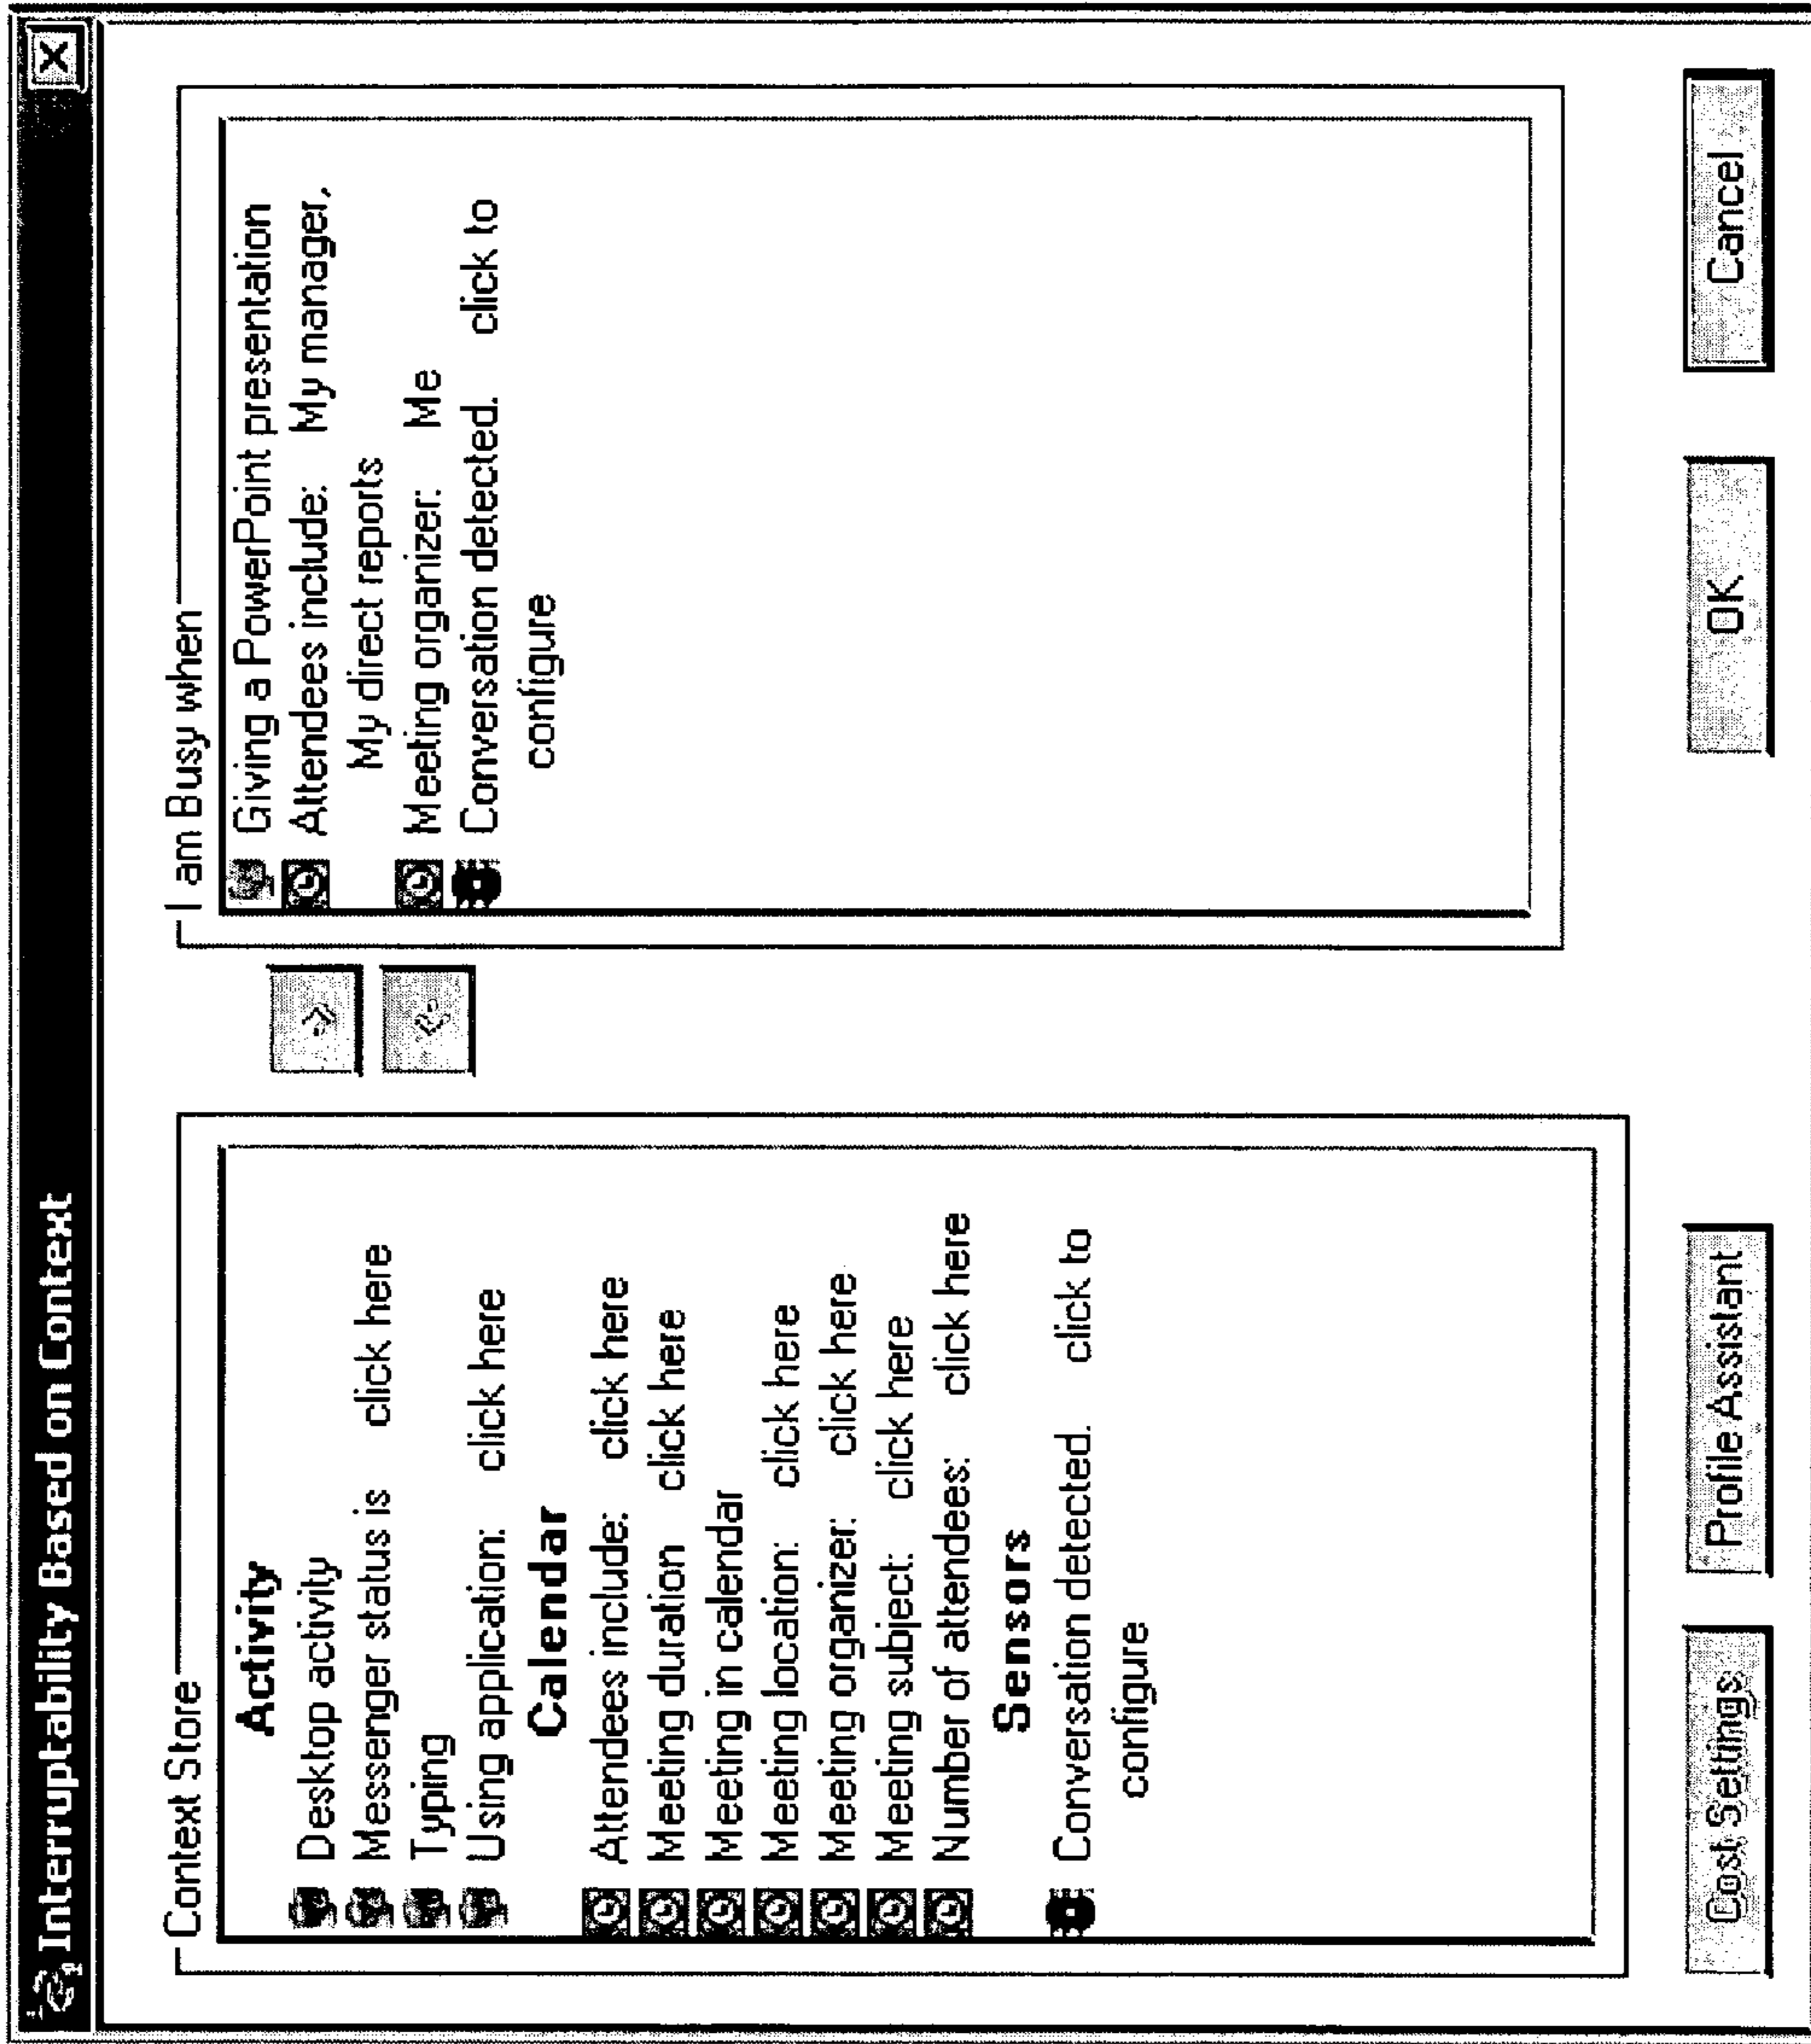 Interruptability Based on Context
Context Store
Activity
Desktop activity
Messenger status is click here
Typing
Using application: click here
Calendar
Attendees include: click here
Meeting duration click here
Meeting in calendar
Meeting location: click here
Meeting organizer: click here
Meeting subject: click here
Number of attendees: click here
Sensors
Conversation detected. click to
configure
->
<-
I am Busy when
Giving a PowerPoint presentation
Attendees include: My manager,
My direct reports
Meeting organizer: Me
Conversation detected. click to
configure
Cost Settings
Profile Assistant
OK
Cancel